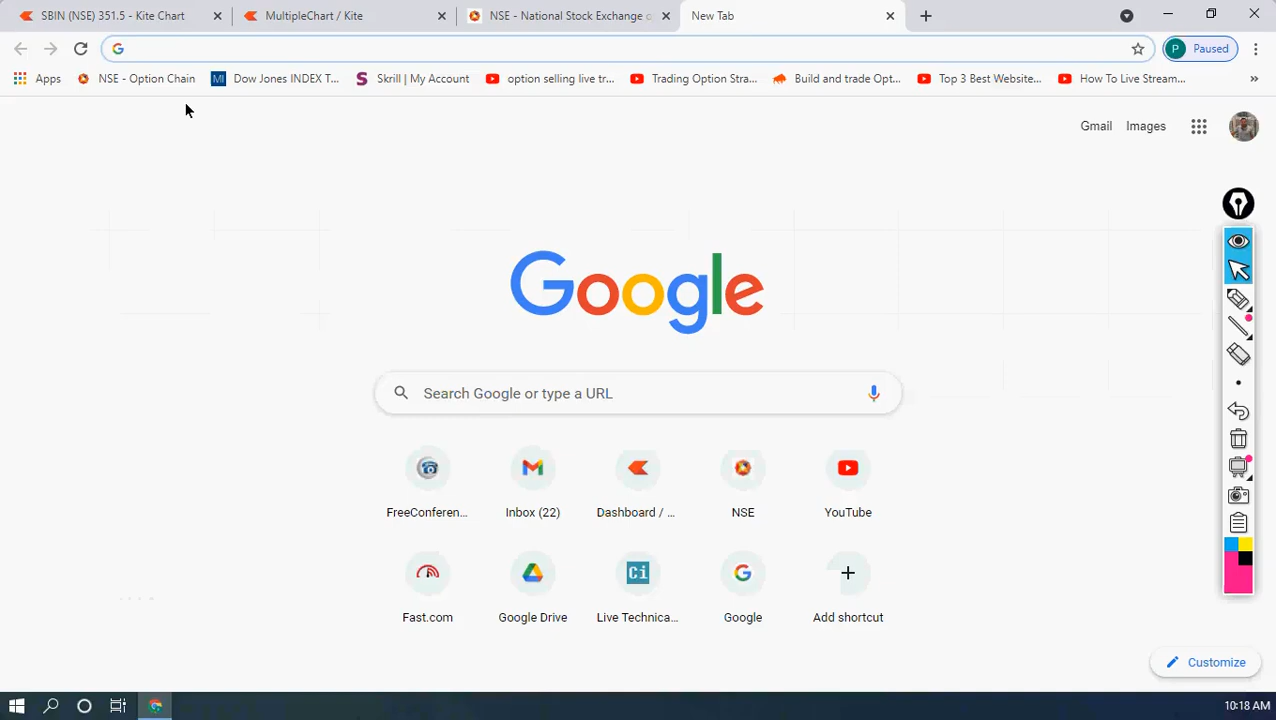 SBIN (NSE) 351.5 - Kite Chart
MultipleChart / Kite
NSE - National Stock Exchange o
New Tab
P Paused
Apps
NSE - Option Chain
MI Dow Jones INDEX T...
S Skrill | My Account
option selling live tr...
Trading Option Stra...
Build and trade Opt...
Top 3 Best Website...
How To Live Stream...
»
Gmail Images
Google
Search Google or type a URL
FreeConferen...
Inbox (22)
Dashboard / ...
NSE
YouTube
Fast.com
Google Drive
Ci
Live Technica...
Google
Add shortcut
Customize
10:18 AM